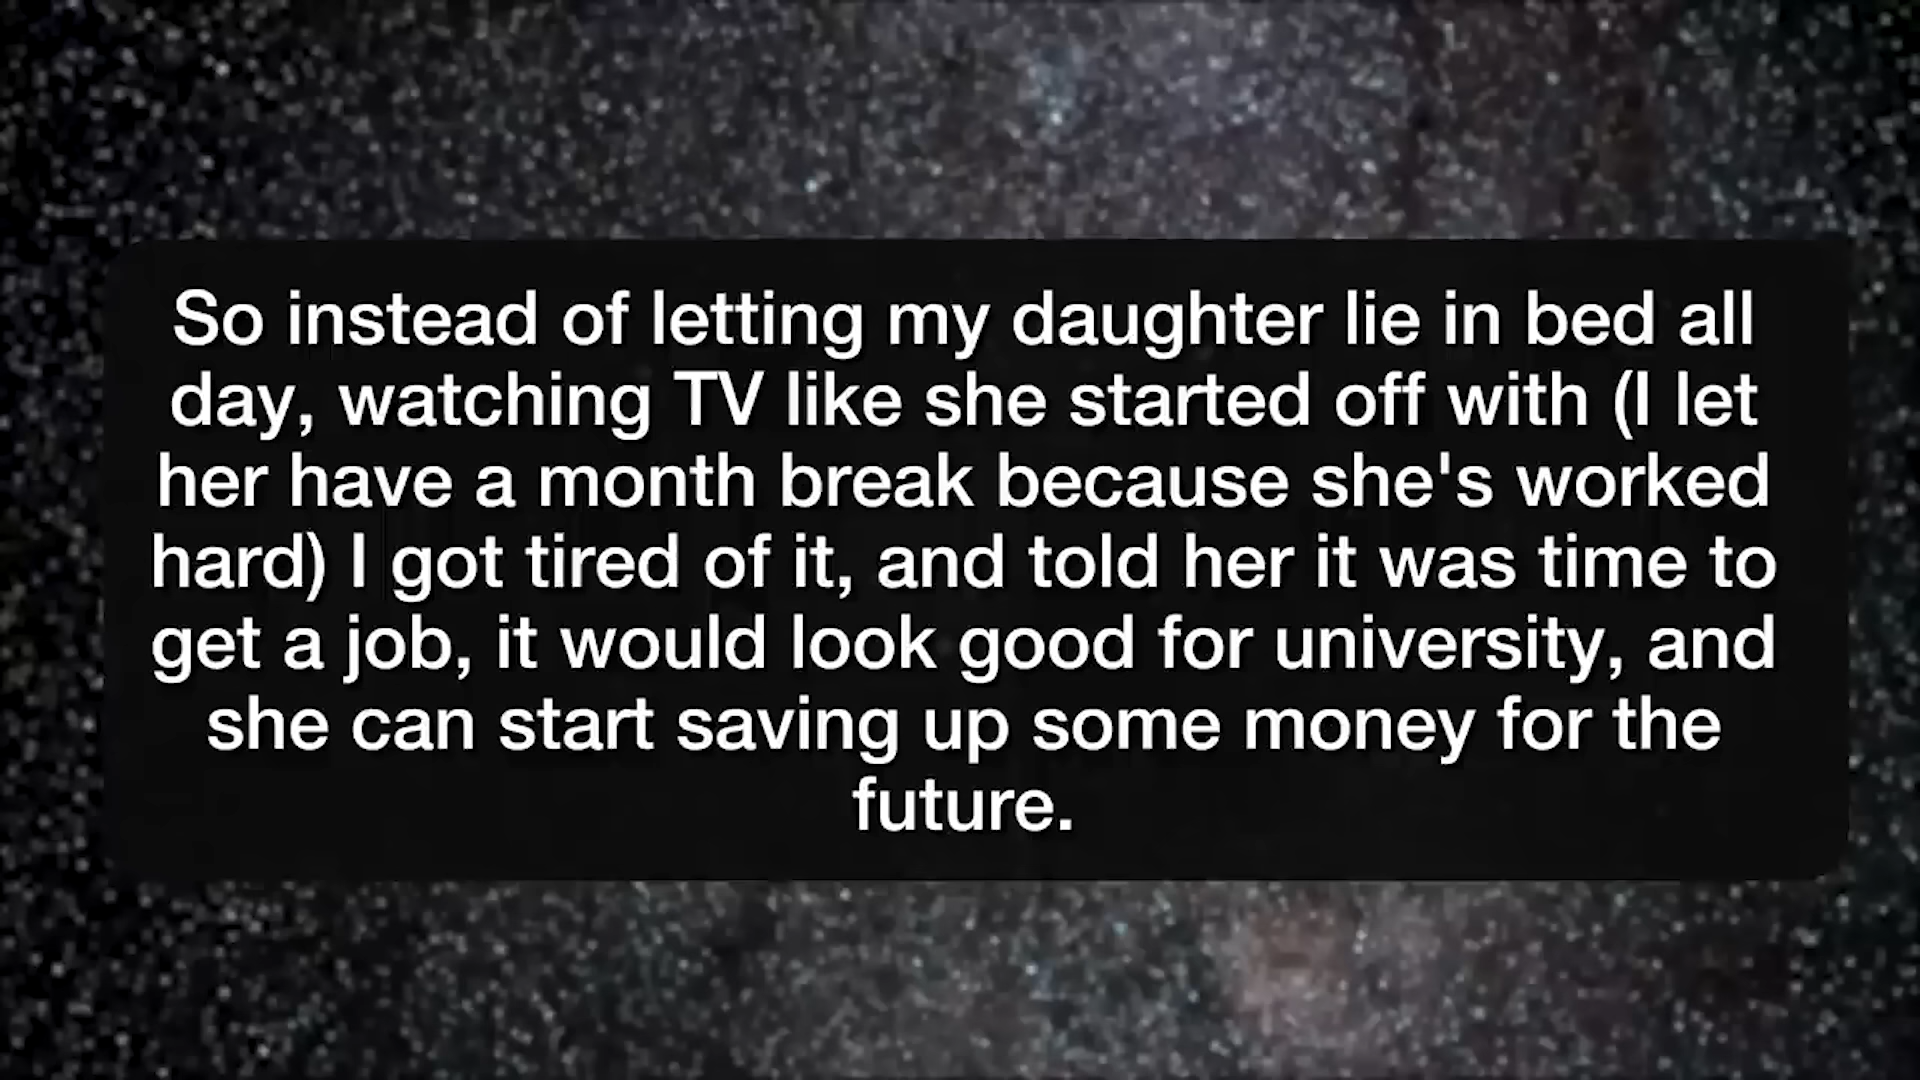 So instead of letting my daughter lie in bed all
day, watching TV like she started off with (I let
her have a month break because she's worked
hard) I got tired of it, and told her it was time to
get a job, it would look good for university, and
she can start saving up some money for the
future.